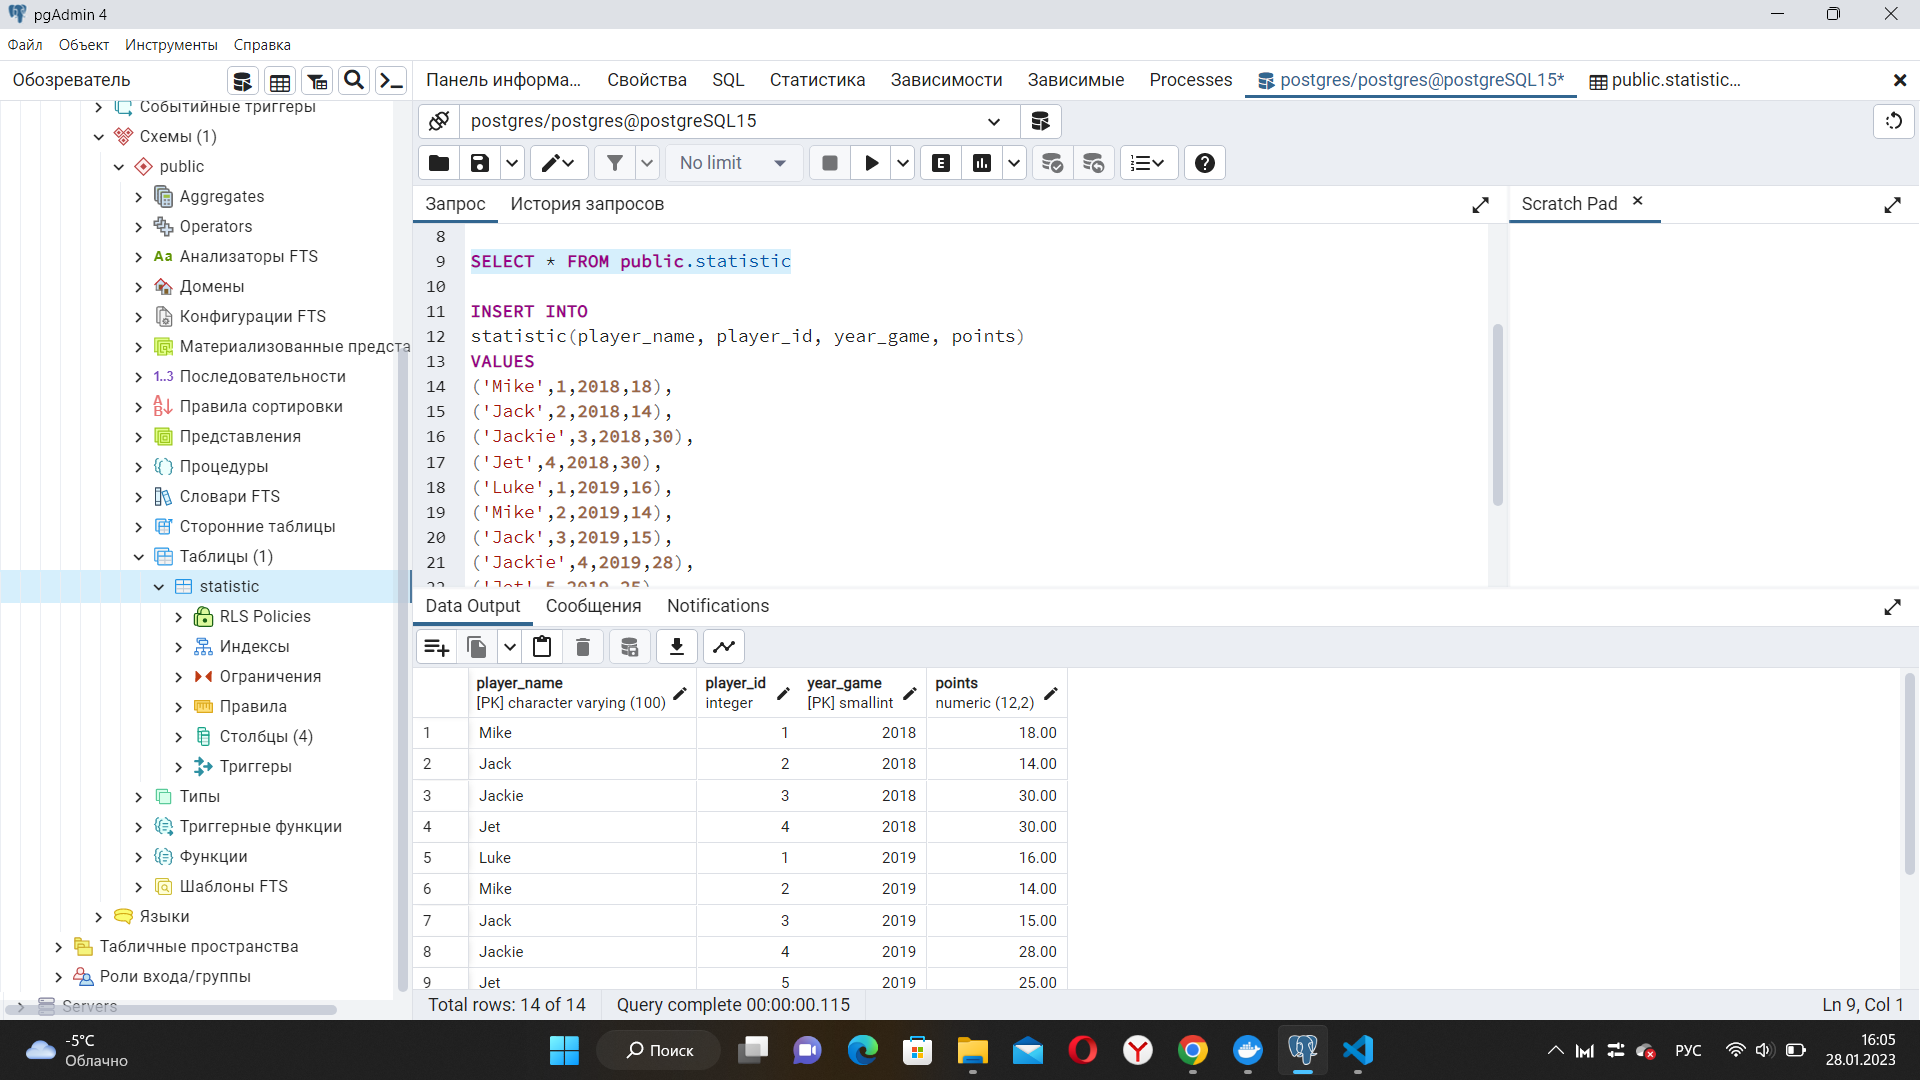 pgAdmin 4
Файл Объект Инструменты Справка
Обозреватель
Событийные триггеры
Схемы (1)
public
Aggregates
Operators
Aa Анализаторы FTS
Домены
Конфигурации FTS
Материализованные предста
1..3 Последовательности
Правила сортировки
Представления
Процедуры
Словари FTS
Сторонние таблицы
Таблицы (1)
statistic
RLS Policies
Индексы
Ограничения
Правила
Столбцы (4)
Триггеры
Типы
Триггерные функции
Функции
Шаблоны FTS
Языки
Табличные пространства
Роли входа/группы
Servers
Панель информа... Свойства SQL Статистика Зависимости Зависимые Processes postgres/postgres@postgreSQL15* public.statistic...
postgres/postgres@postgreSQL15
No limit
E
Запрос История запросов
Scratch Pad
8
9 SELECT * FROM public.statistic
10
11 INSERT INTO
12 statistic(player_name, player_id, year_game, points)
13 VALUES
14 ('Mike',1,2018,18),
15 ('Jack',2,2018,14),
16 ('Jackie',3,2018,30),
17 ('Jet',4,2018,30),
18 ('Luke',1,2019,16),
19 ('Mike',2,2019,14),
20 ('Jack',3,2019,15),
21 ('Jackie',4,2019,28),
22 ('Jet',5,2019,25)
Data Output Сообщения Notifications
player_name player_id year_game points
[PK] character varying (100) integer [PK] smallint numeric (12,2)
1 Mike 1 2018 18.00
2 Jack 2 2018 14.00
3 Jackie 3 2018 30.00
4 Jet 4 2018 30.00
5 Luke 1 2019 16.00
6 Mike 2 2019 14.00
7 Jack 3 2019 15.00
8 Jackie 4 2019 28.00
9 Jet 5 2019 25.00
Total rows: 14 of 14 Query complete 00:00:00.115 Ln 9, Col 1
-5°C
Облачно
Поиск
РУС
16:05
28.01.2023